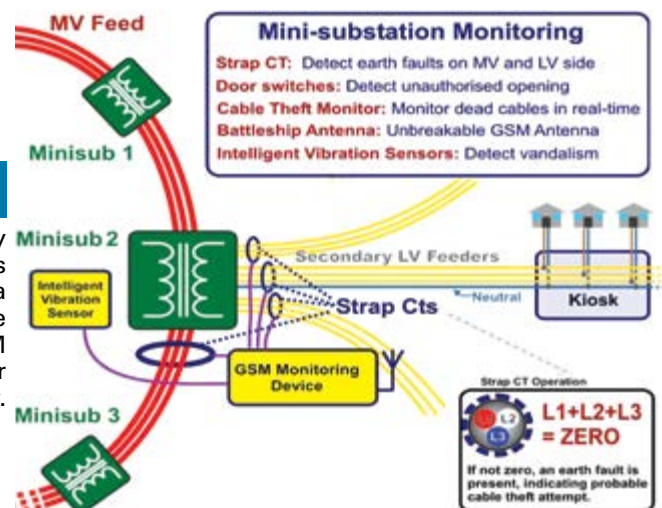 MV Feed
Mini-substation Monitoring
Strap CT: Detect earth faults on MV and LV side
Door switches: Detect unauthorised opening
Cable Theft Monitor: Monitor dead cables in real-time
Battleship Antenna: Unbreakable GSM Antenna
Intelligent Vibration Sensors: Detect vandalism
Minisub 1
Minisub 2
Secondary LV Feeders
Intelligent
Vibration
Sensor
Strap Cts
Neutral
Kiosk
GSM Monitoring
Device
Minisub 3
Strap CT Operation
L1 L2
L3
L1+L2+L3
= ZERO
If not zero, an earth fault is
present, indicating probable
cable theft attempt.